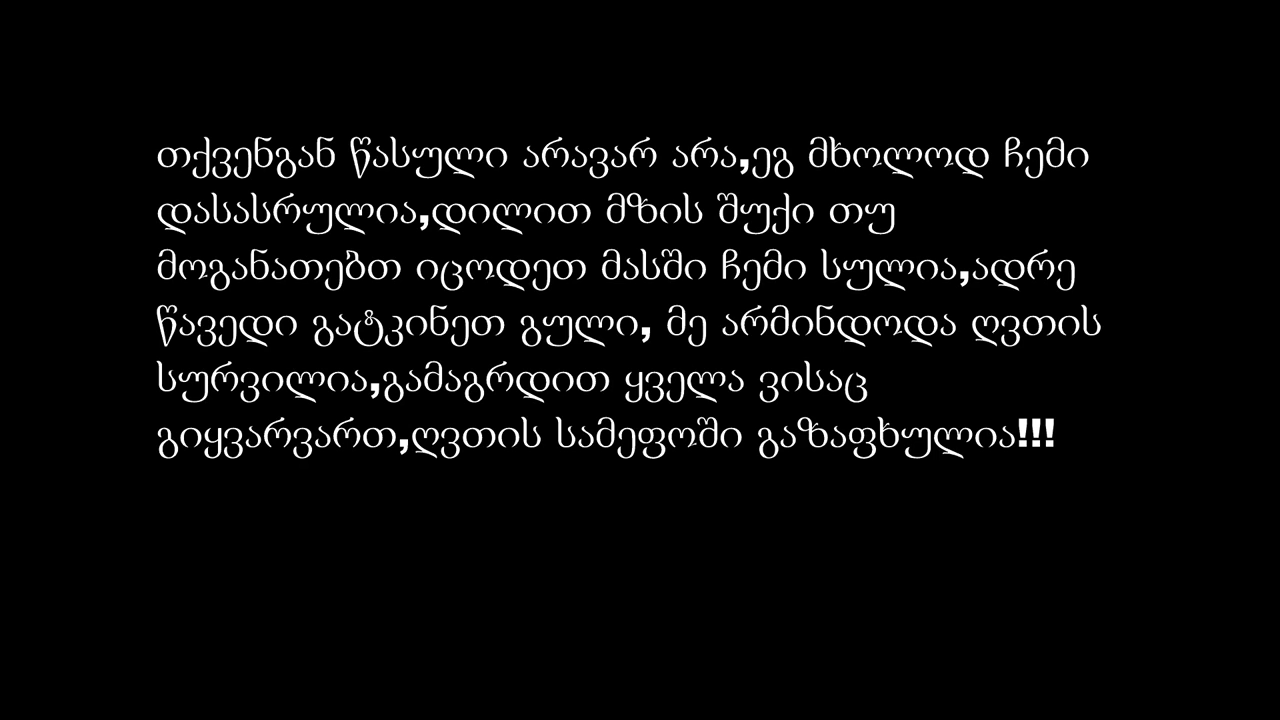 თქვენგან წასული არავარ არა,ეგ მხოლოდ ჩემი
დასასრულია,დილით მზის შუქი თუ
მოგანათებთ იცოდეთ მასში ჩემი სულია,ადრე
წავედი გატკინეთ გული, მე არმინდოდა ღვთის
სურვილია,გამაგრდით ყველა ვისაც
გიყვარვართ,ღვთის სამეფოში გაზაფხულია!!!